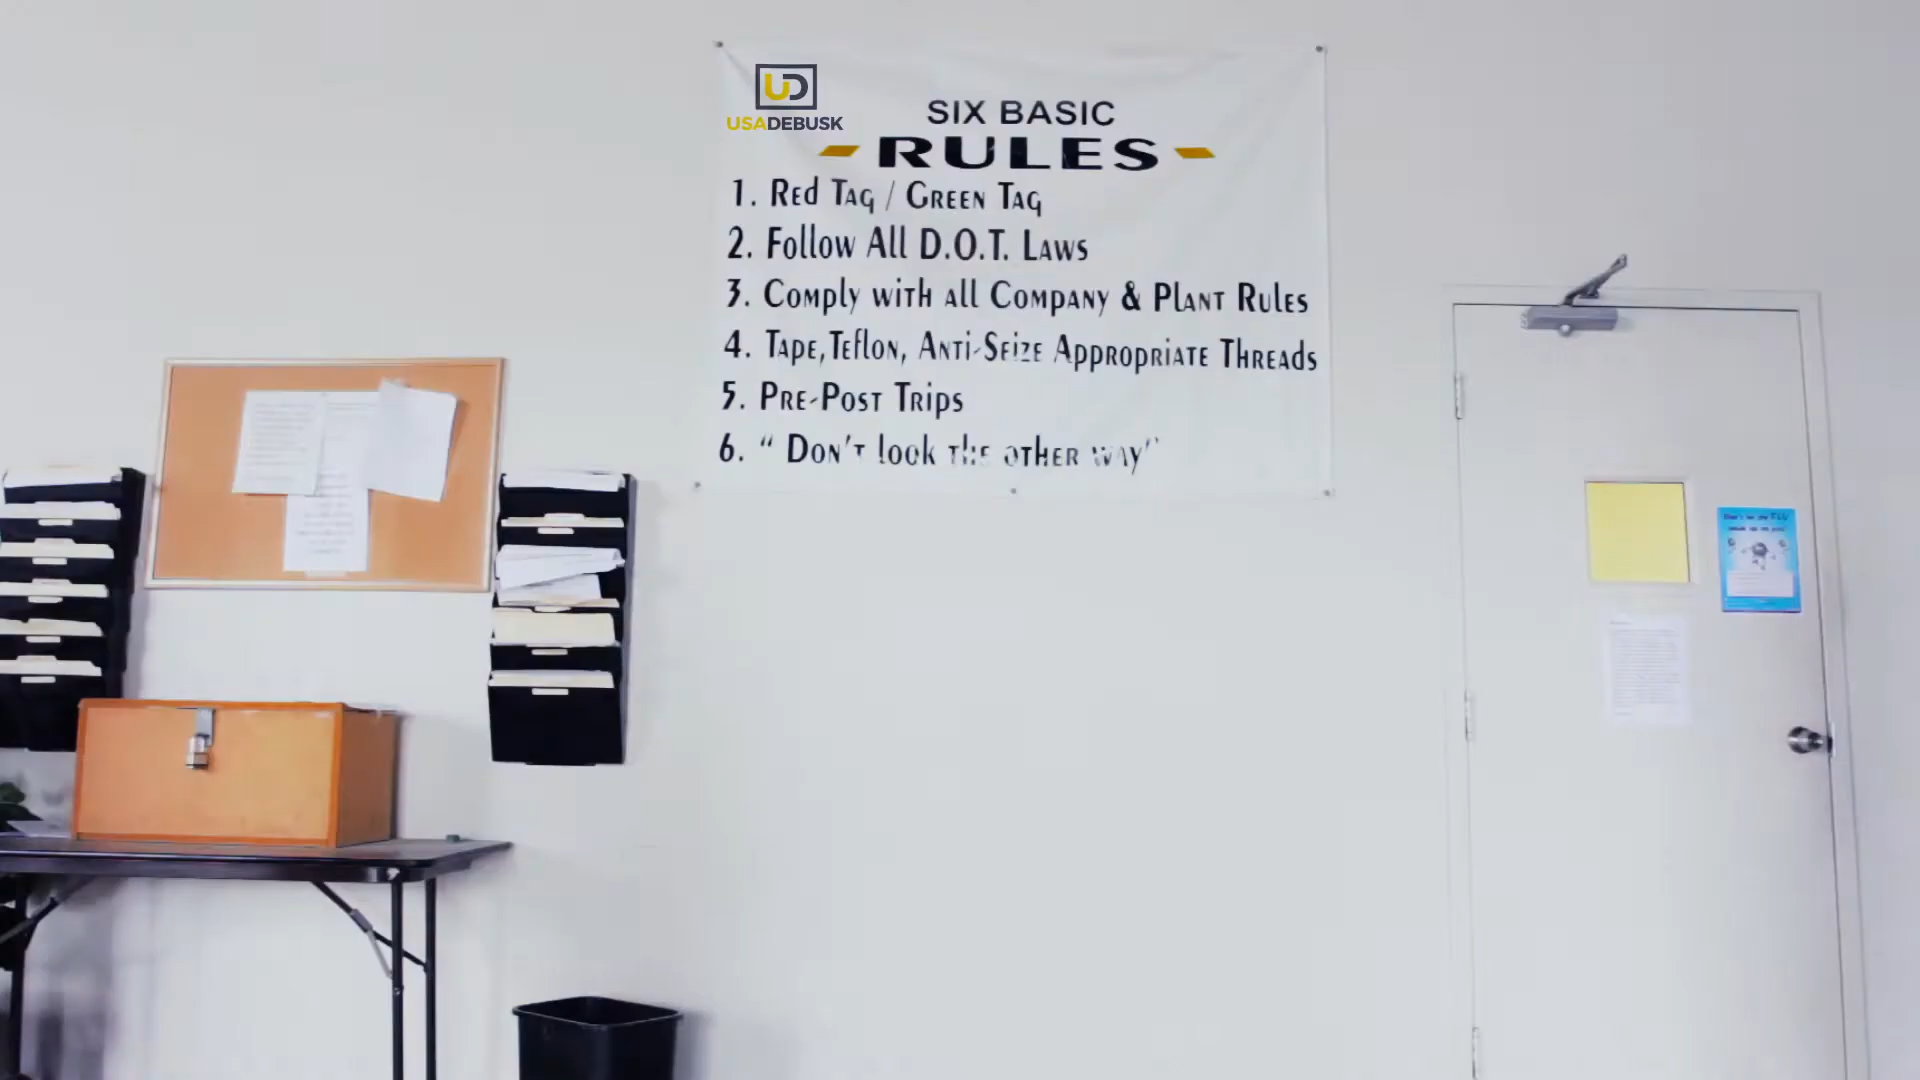 UD
USADEBUSK
SIX BASIC
RULES
1. Red Tag / Green Tag
2. Follow All D.O.T. Laws
3. Comply with all Company & Plant Rules
4. Tape, Teflon, Anti-Seize Appropriate Threads
5. Pre-Post Trips
6. “ Don't look the other way”